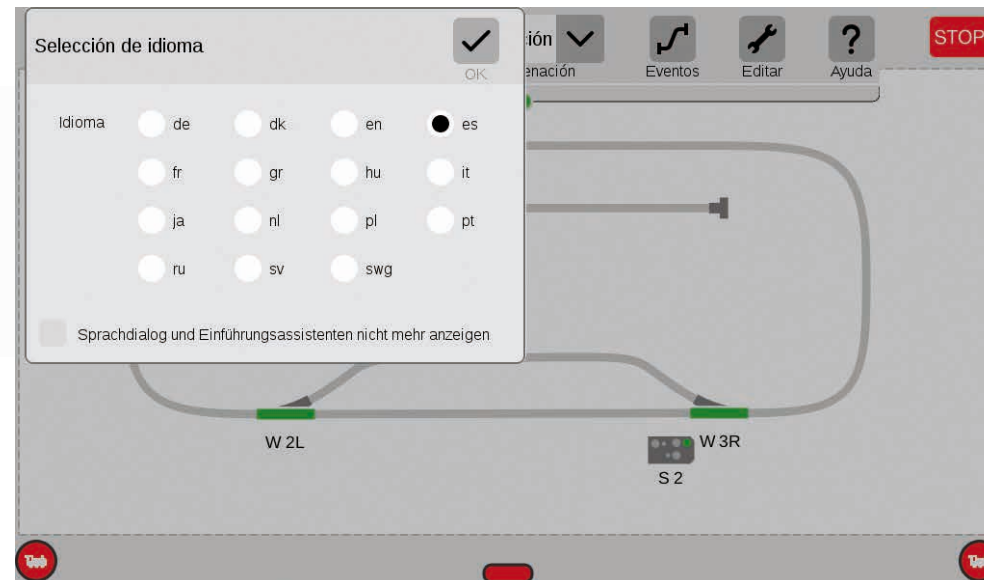 Selección de idioma
OK
ión
enación
Eventos
Editar
Ayuda
STOP
Idioma
de
dk
en
es
fr
gr
hu
it
ja
nl
pl
pt
ru
sv
swg
Sprachdialog und Einführungsassistenten nicht mehr anzeigen
W 2L
W 3R
S 2